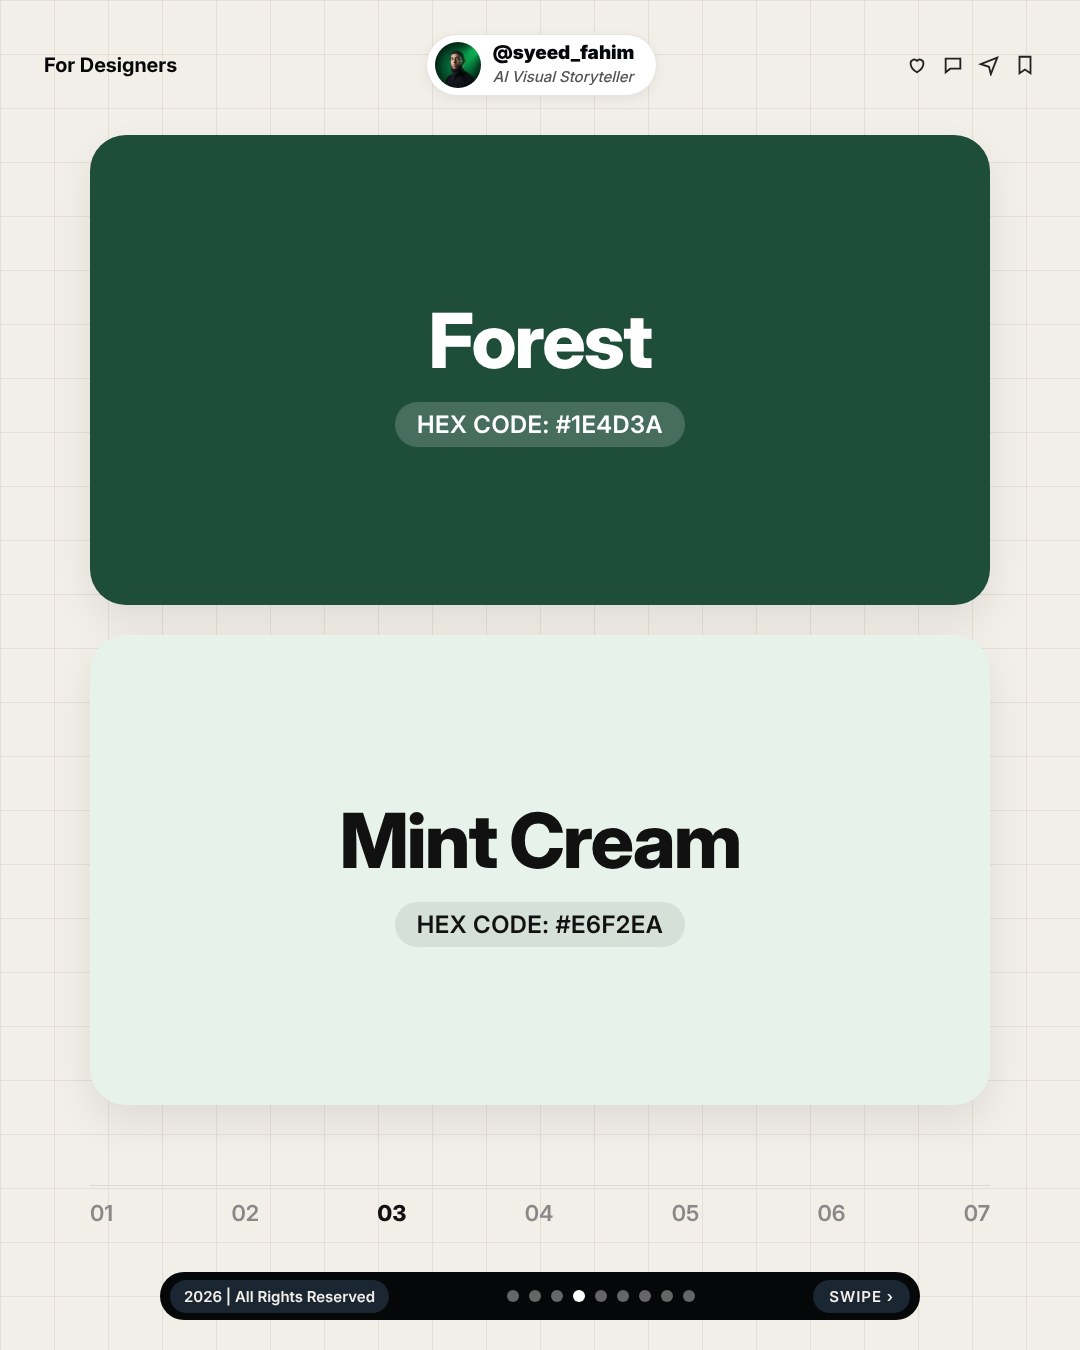 For Designers
@syeed_fahim
AI Visual Storyteller
Forest
HEX CODE: #1E4D3A
Mint Cream
HEX CODE: #E6F2EA
01 02 03 04 05 06 07
2026 | All Rights Reserved
SWIPE ›